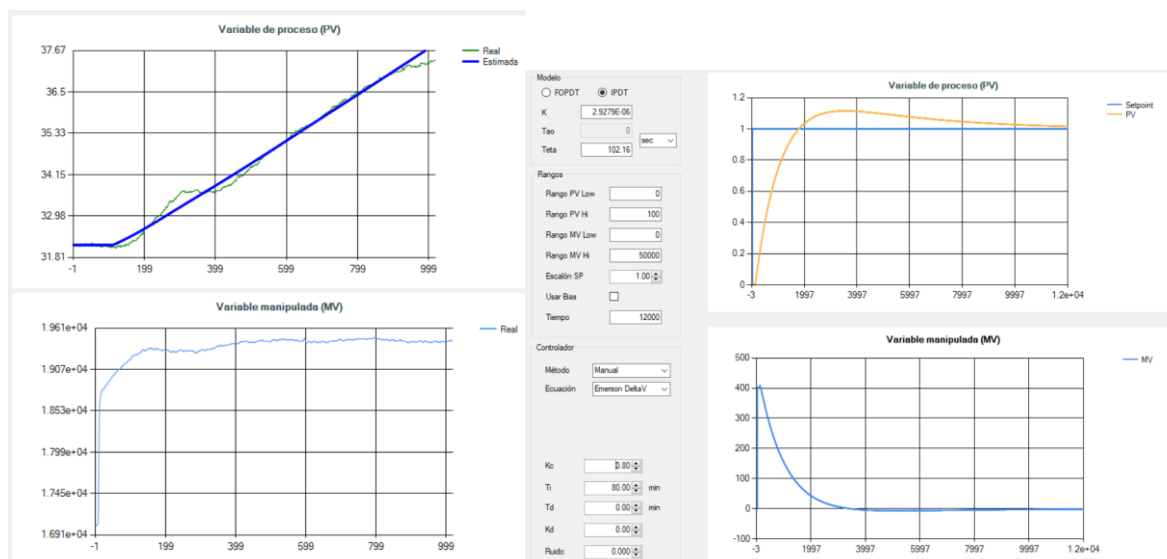 Variable de proceso (PV)
37.67
36.5
35.33
34.15
32.98
31.81
-1
199
399
599
799
999
Real
Estimada
Variable manipulada (MV)
1.961e+04
1.907e+04
1.853e+04
1.799e+04
1.745e+04
1.691e+04
-1
199
399
599
799
999
Real
Modelo
FOPDT
IPDT
K
2.9279E-06
Tao
0
Teta
102.16
sec
Rangos
Rango PV Low
0
Rango PV Hi
100
Rango MV Low
0
Rango MV Hi
50000
Escalón SP
1.00
Usar Bias
Tiempo
12000
Controlador
Método
Manual
Ecuación
Emerson DeltaV
Kc
0.80
Ti
80.00
min
Td
0.00
min
Kd
0.00
Ruido
0.000
Variable de proceso (PV)
1.2
1
0.8
0.6
0.4
0.2
0
-3
1997
3997
5997
7997
9997
1.2e+04
Setpoint
PV
Variable manipulada (MV)
500
400
300
200
100
0
-100
-3
1997
3997
5997
7997
9997
1.2e+04
MV